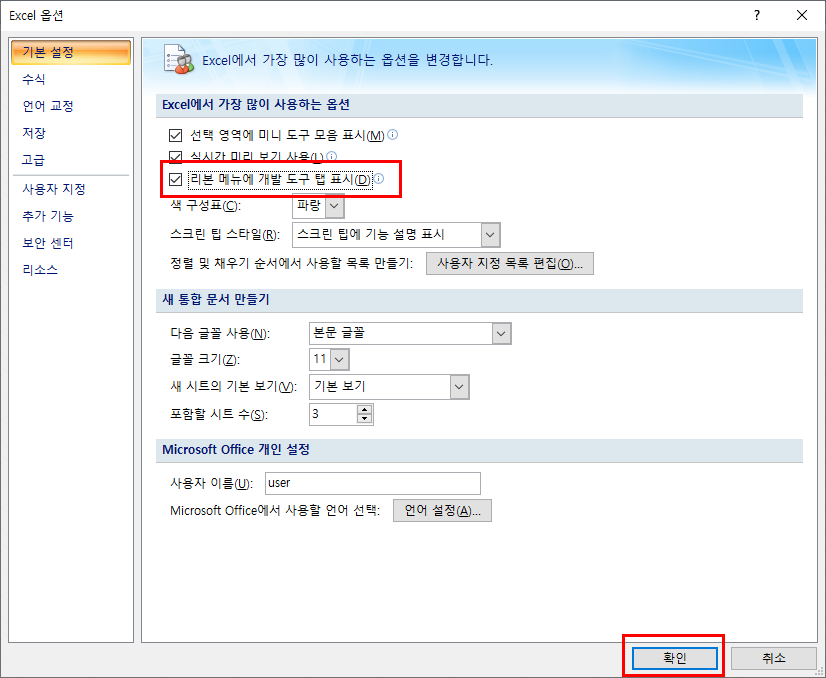 Excel 옵션
?
기본 설정
수식
언어 교정
저장
고급
사용자 지정
추가 기능
보안 센터
리소스
Excel에서 가장 많이 사용하는 옵션을 변경합니다.
Excel에서 가장 많이 사용하는 옵션
선택 영역에 미니 도구 모음 표시(M)
실시간 미리 보기 사용(L)
리본 메뉴에 개발 도구 탭 표시(D)
색 구성표(C): 파랑
스크린 팁 스타일(R): 스크린 팁에 기능 설명 표시
정렬 및 채우기 순서에서 사용할 목록 만들기: 사용자 지정 목록 편집(O)...
새 통합 문서 만들기
다음 글꼴 사용(N): 본문 글꼴
글꼴 크기(Z): 11
새 시트의 기본 보기(V): 기본 보기
포함할 시트 수(S): 3
Microsoft Office 개인 설정
사용자 이름(U): user
Microsoft Office에서 사용할 언어 선택: 언어 설정(A)...
확인 취소